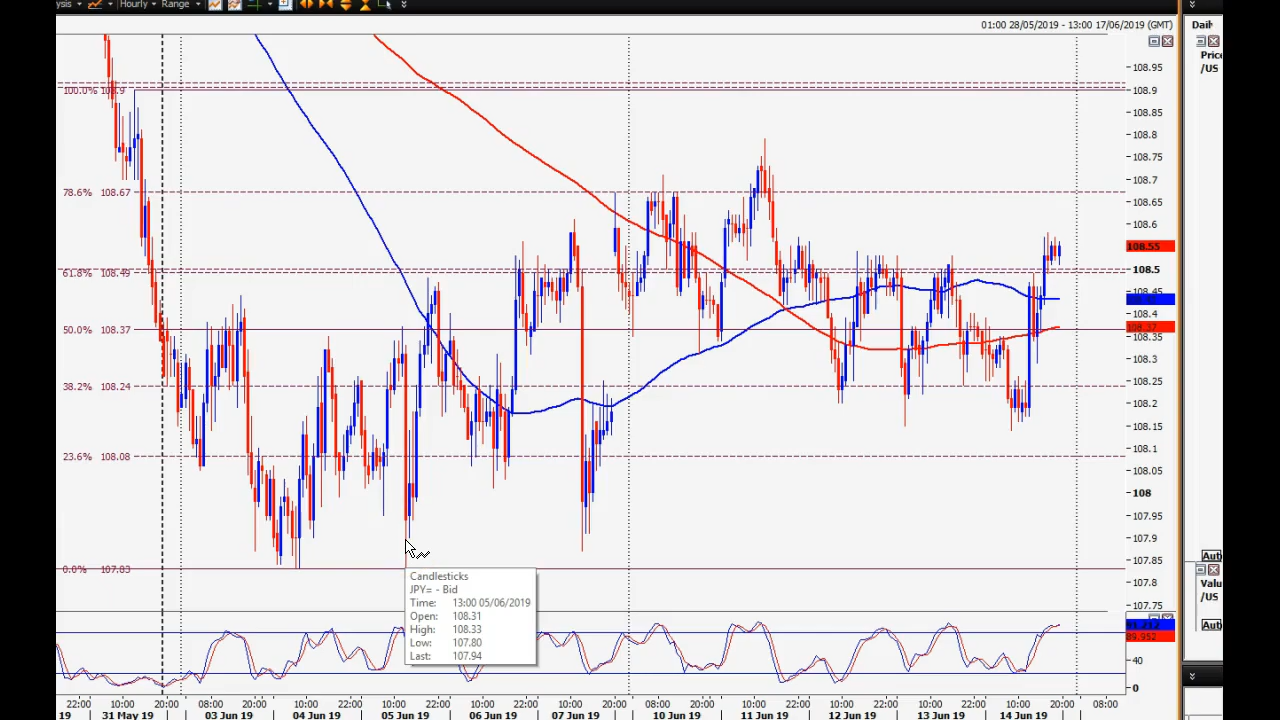 ysis Hourly Range
01:00 28/05/2019 - 13:00 17/06/2019 (GMT)
Daily
Price
/US
108.95
100.0% 108.9
108.9
108.85
108.8
108.75
108.7
78.6% 108.67
108.65
108.6
108.55
108.5
61.8% 108.49
108.45
108.4
50.0% 108.37
108.37
108.35
108.3
108.25
38.2% 108.24
108.2
108.15
108.1
23.6% 108.08
108.05
108
107.95
107.9
107.85
0.0% 107.83
107.8
107.75
Auto
Value
/US
Auto
Candlesticks
JPY= - Bid
Time: 13:00 05/06/2019
Open: 108.31
High: 108.33
Low: 107.80
Last: 107.94
89.952
40
0
22:00 10:00 20:00 08:00 20:00 10:00 22:00 10:00 22:00 10:00 22:00 10:00 20:00 08:00 20:00 10:00 22:00 10:00 22:00 10:00 22:00 10:00 20:00 08:00
19 31 May 19 03 Jun 19 04 Jun 19 05 Jun 19 06 Jun 19 07 Jun 19 10 Jun 19 11 Jun 19 12 Jun 19 13 Jun 19 14 Jun 19